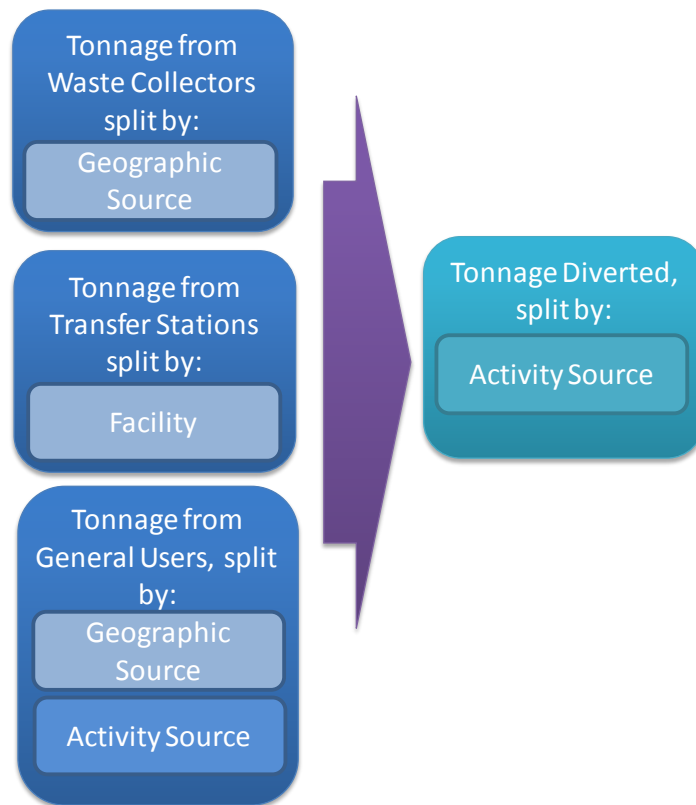 Tonnage from
Waste Collectors
split by:
Geographic
Source
Tonnage from
Transfer Stations
split by:
Facility
Tonnage from
General Users, split
by:
Geographic
Source
Activity Source
Tonnage Diverted,
split by:
Activity Source